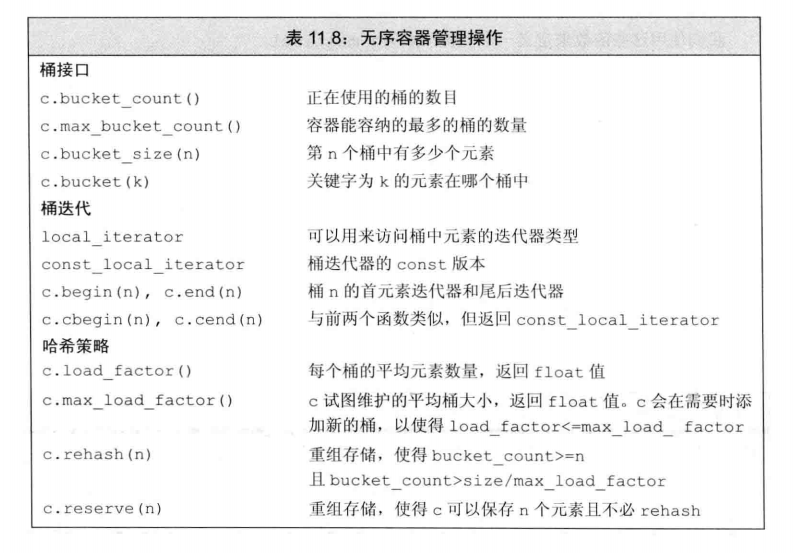 表 11.8：无序容器管理操作
桶接口
c.bucket_count() 正在使用的桶的数目
c.max_bucket_count() 容器能容纳的最多的桶的数量
c.bucket_size(n) 第 n 个桶中有多少个元素
c.bucket(k) 关键字为 k 的元素在哪个桶中
桶迭代
local_iterator 可以用来访问桶中元素的迭代器类型
const_local_iterator 桶迭代器的 const 版本
c.begin(n), c.end(n) 桶 n 的首元素迭代器和尾后迭代器
c.cbegin(n), c.cend(n) 与前两个函数类似，但返回 const_local_iterator
哈希策略
c.load_factor() 每个桶的平均元素数量，返回 float 值
c.max_load_factor() c 试图维护的平均桶大小，返回 float 值。c 会在需要时添
加新的桶，以使得 load_factor<=max_load_ factor
c.rehash(n) 重组存储，使得 bucket_count>=n
且 bucket_count>size/max_load_factor
c.reserve(n) 重组存储，使得 c 可以保存 n 个元素且不必 rehash